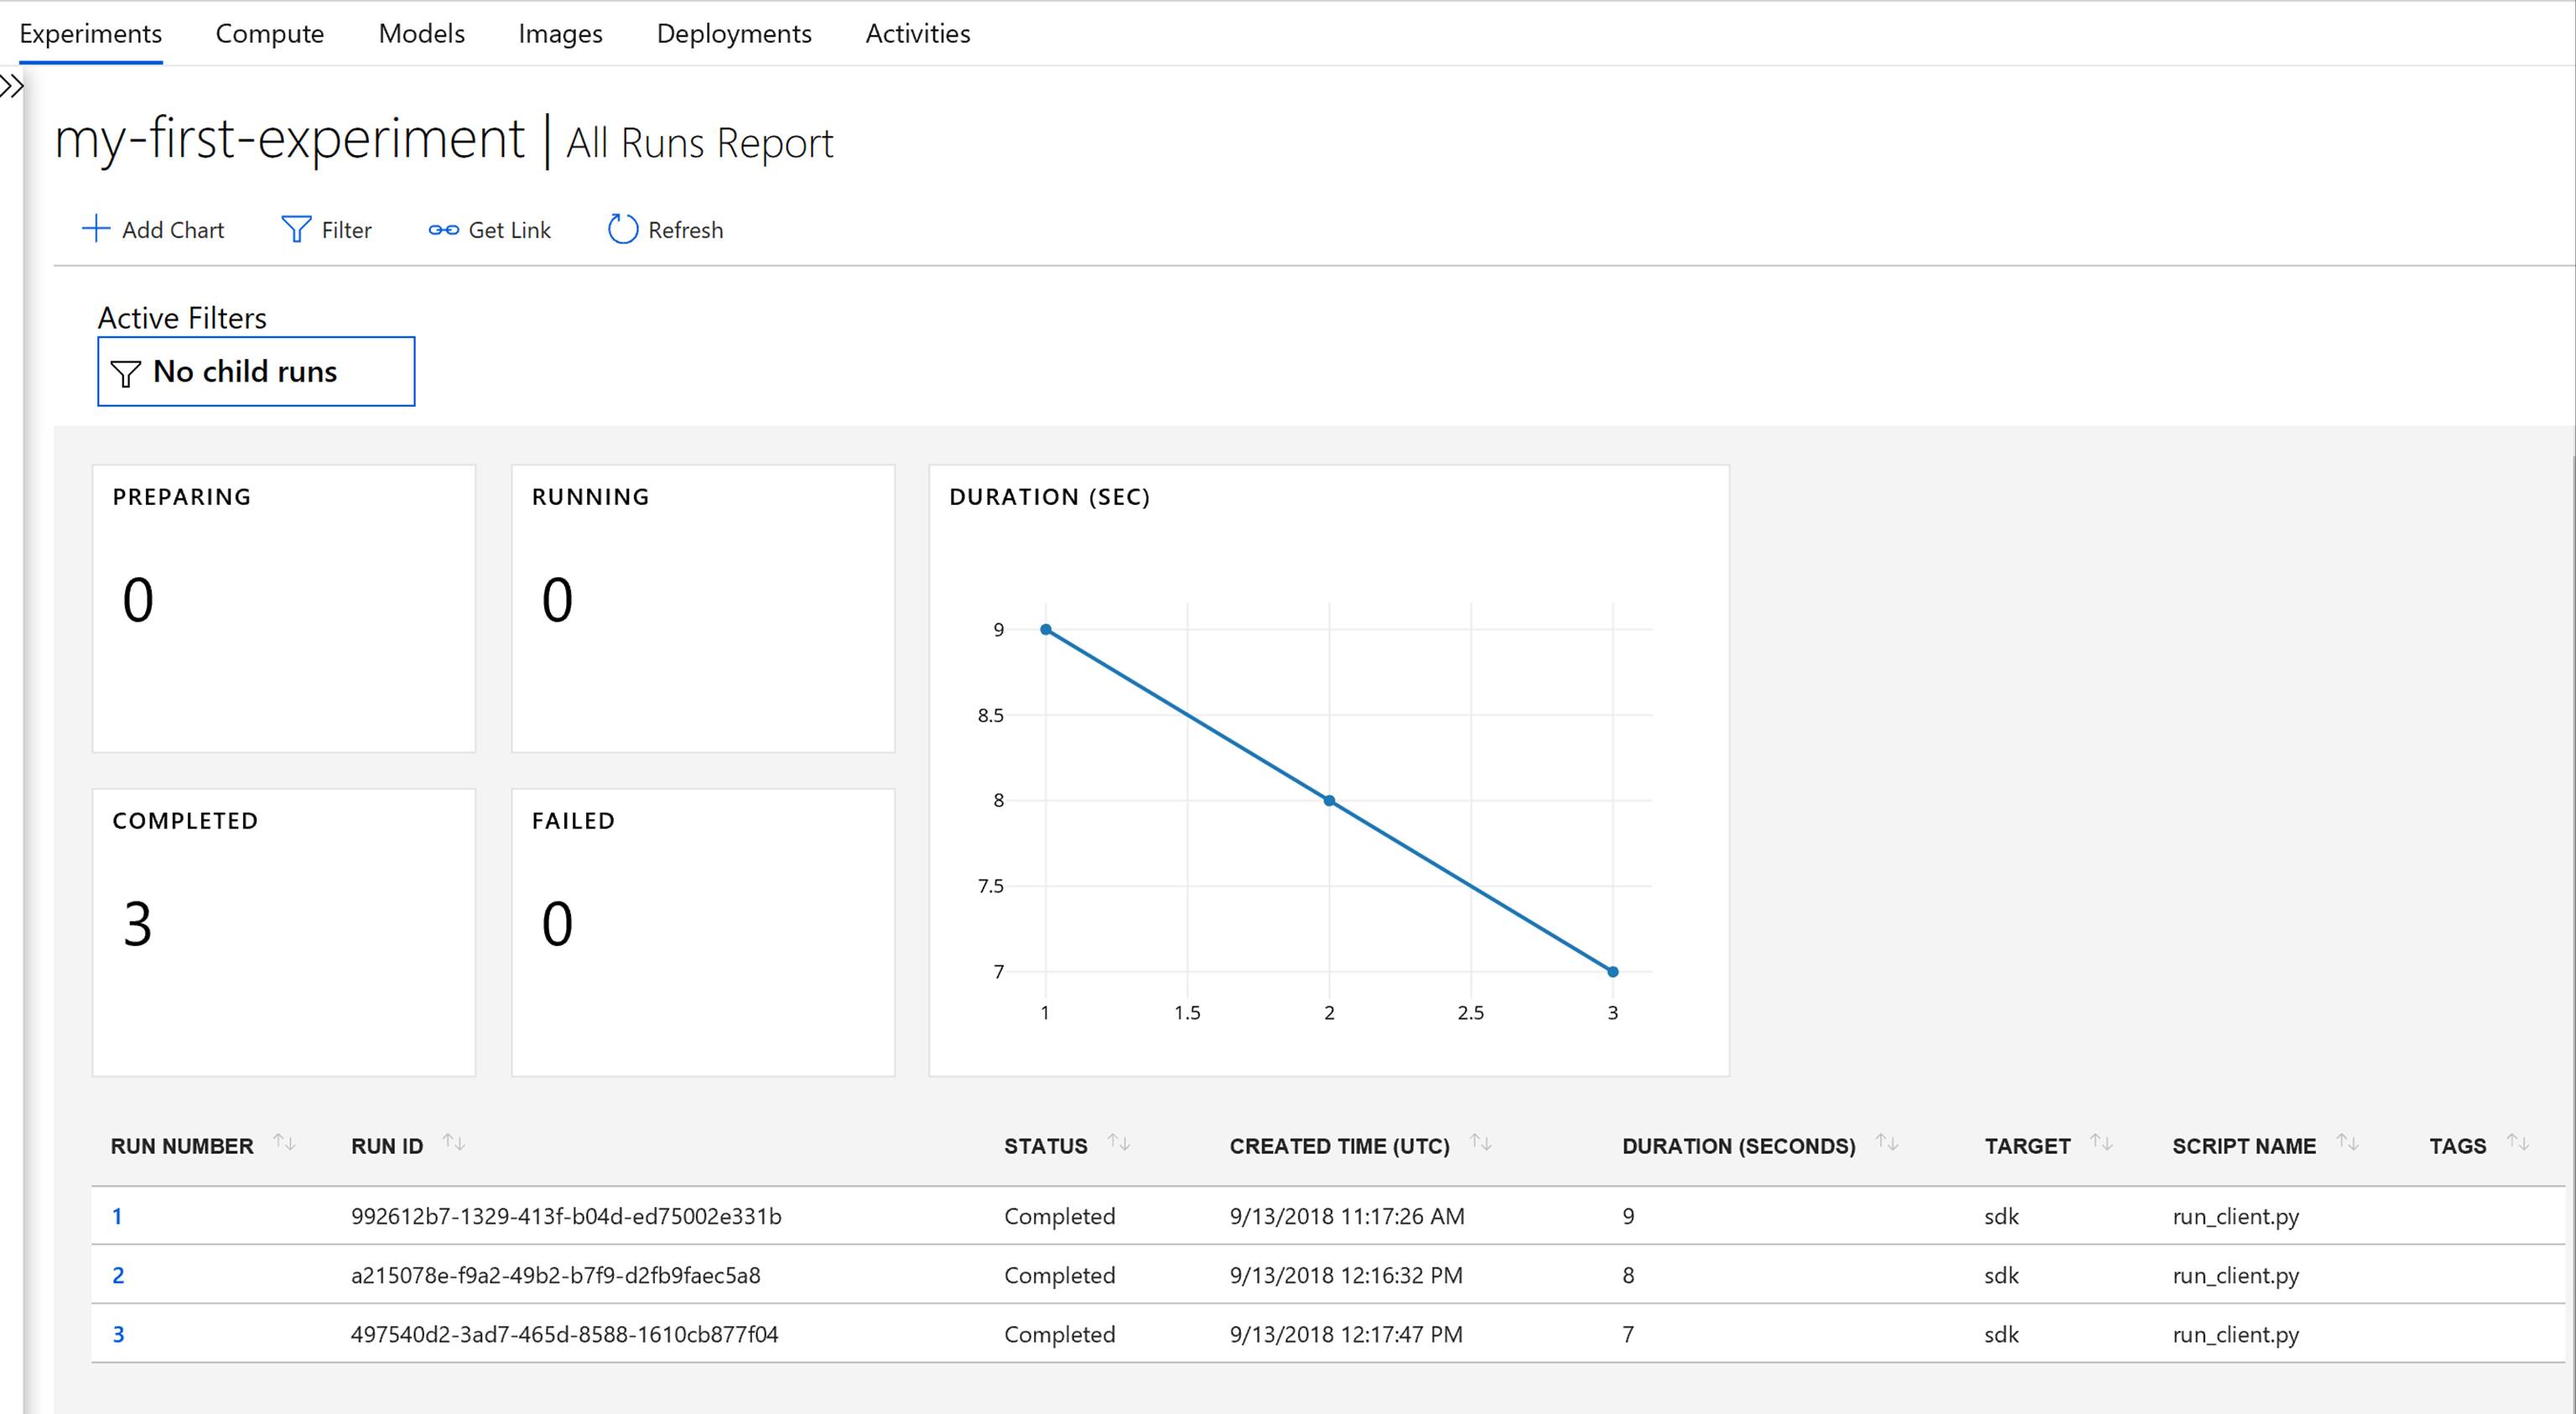 Experiments Compute Models Images Deployments Activities
my-first-experiment | All Runs Report
Add Chart Filter Get Link Refresh
Active Filters
No child runs
PREPARING
0
RUNNING
0
COMPLETED
3
FAILED
0
DURATION (SEC)
9
8.5
8
7.5
7
1 1.5 2 2.5 3
RUN NUMBER RUN ID STATUS CREATED TIME (UTC) DURATION (SECONDS) TARGET SCRIPT NAME TAGS
1 992612b7-1329-413f-b04d-ed75002e331b Completed 9/13/2018 11:17:26 AM 9 sdk run_client.py
2 a215078e-f9a2-49b2-b7f9-d2fb9faec5a8 Completed 9/13/2018 12:16:32 PM 8 sdk run_client.py
3 497540d2-3ad7-465d-8588-1610cb877f04 Completed 9/13/2018 12:17:47 PM 7 sdk run_client.py